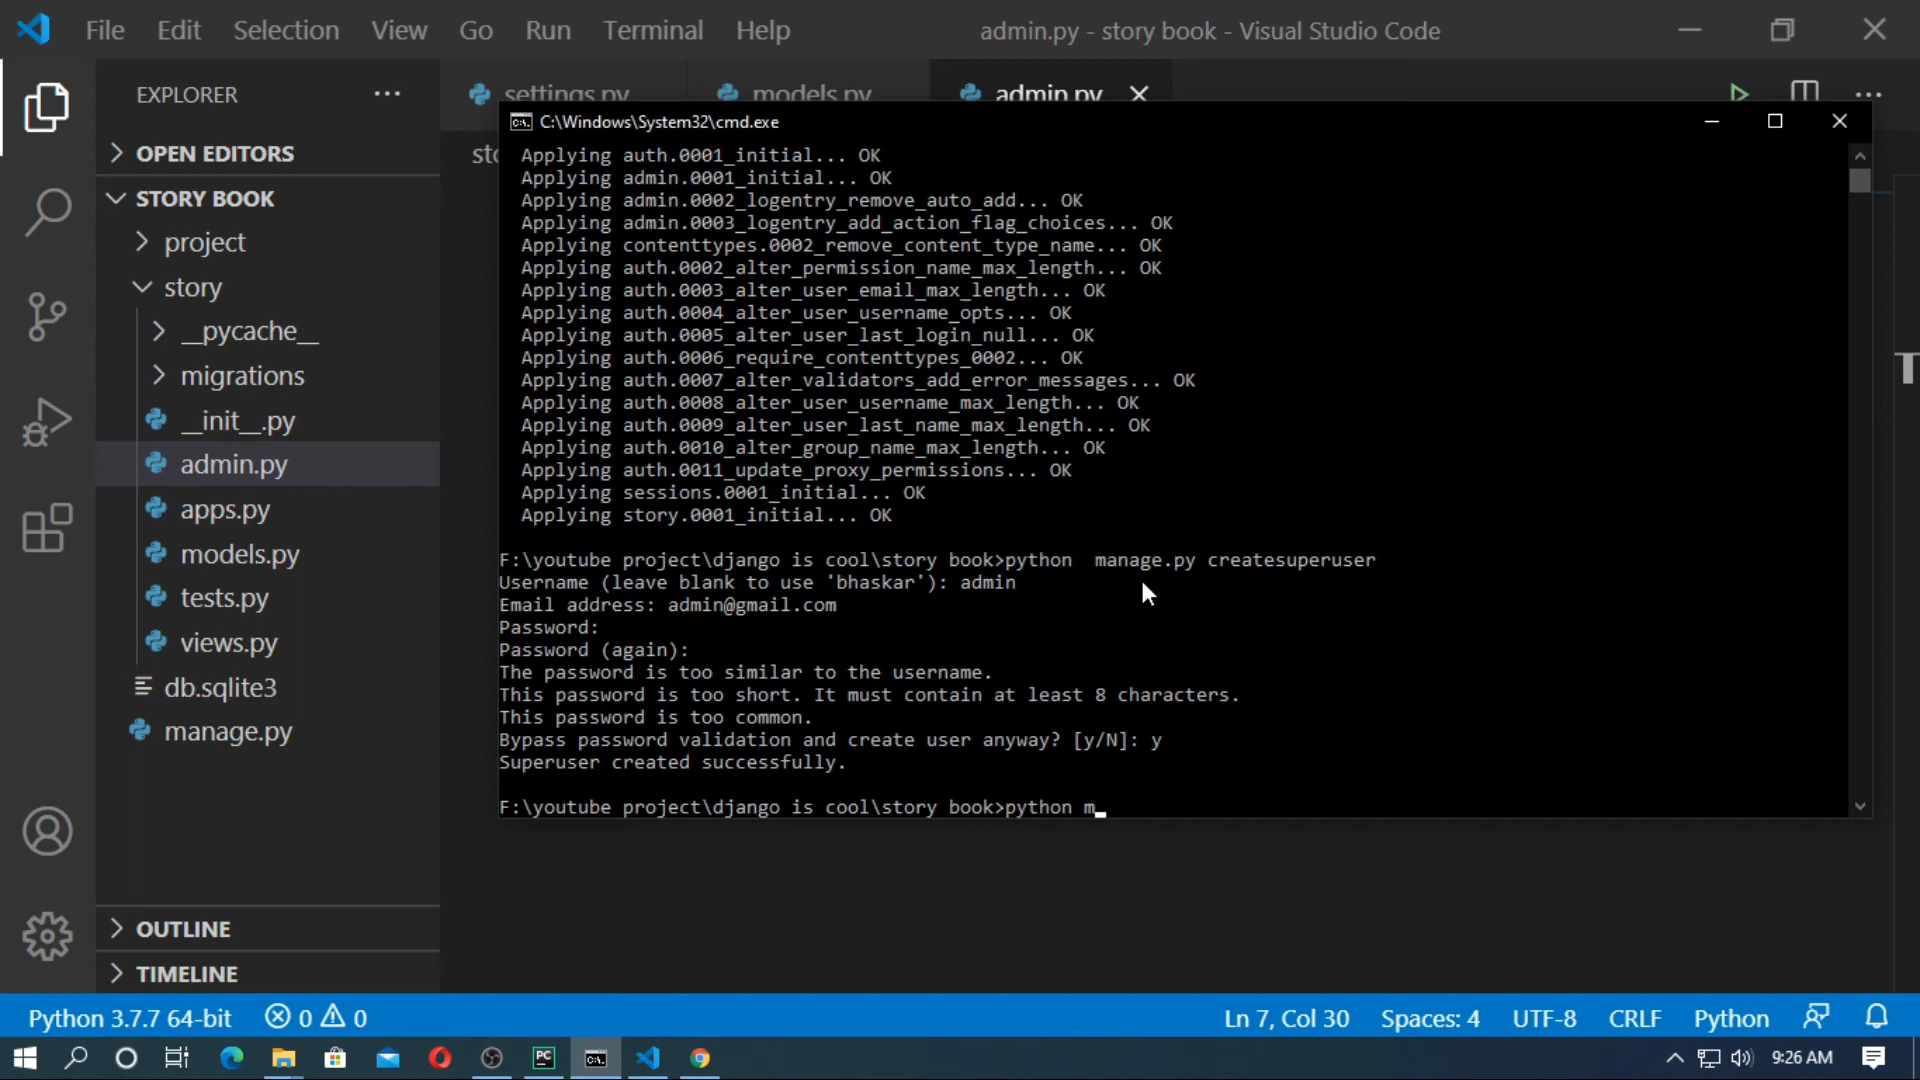 File Edit Selection View Go Run Terminal Help
admin.py - story book - Visual Studio Code
EXPLORER
settings.py
models.py
admin.py
C:\Windows\System32\cmd.exe
OPEN EDITORS
STORY BOOK
project
story
__pycache__
migrations
__init__.py
admin.py
apps.py
models.py
tests.py
views.py
db.sqlite3
manage.py
OUTLINE
TIMELINE
sto
Applying auth.0001_initial... OK
Applying admin.0001_initial... OK
Applying admin.0002_logentry_remove_auto_add... OK
Applying admin.0003_logentry_add_action_flag_choices... OK
Applying contenttypes.0002_remove_content_type_name... OK
Applying auth.0002_alter_permission_name_max_length... OK
Applying auth.0003_alter_user_email_max_length... OK
Applying auth.0004_alter_user_username_opts... OK
Applying auth.0005_alter_user_last_login_null... OK
Applying auth.0006_require_contenttypes_0002... OK
Applying auth.0007_alter_validators_add_error_messages... OK
Applying auth.0008_alter_user_username_max_length... OK
Applying auth.0009_alter_user_last_name_max_length... OK
Applying auth.0010_alter_group_name_max_length... OK
Applying auth.0011_update_proxy_permissions... OK
Applying sessions.0001_initial... OK
Applying story.0001_initial... OK
F:\youtube project\django is cool\story book>python  manage.py createsuperuser
Username (leave blank to use 'bhaskar'): admin
Email address: admin@gmail.com
Password:
Password (again):
The password is too similar to the username.
This password is too short. It must contain at least 8 characters.
This password is too common.
Bypass password validation and create user anyway? [y/N]: y
Superuser created successfully.
F:\youtube project\django is cool\story book>python m_
Python 3.7.7 64-bit 0 0 Ln 7, Col 30 Spaces: 4 UTF-8 CRLF Python
PC
9:26 AM